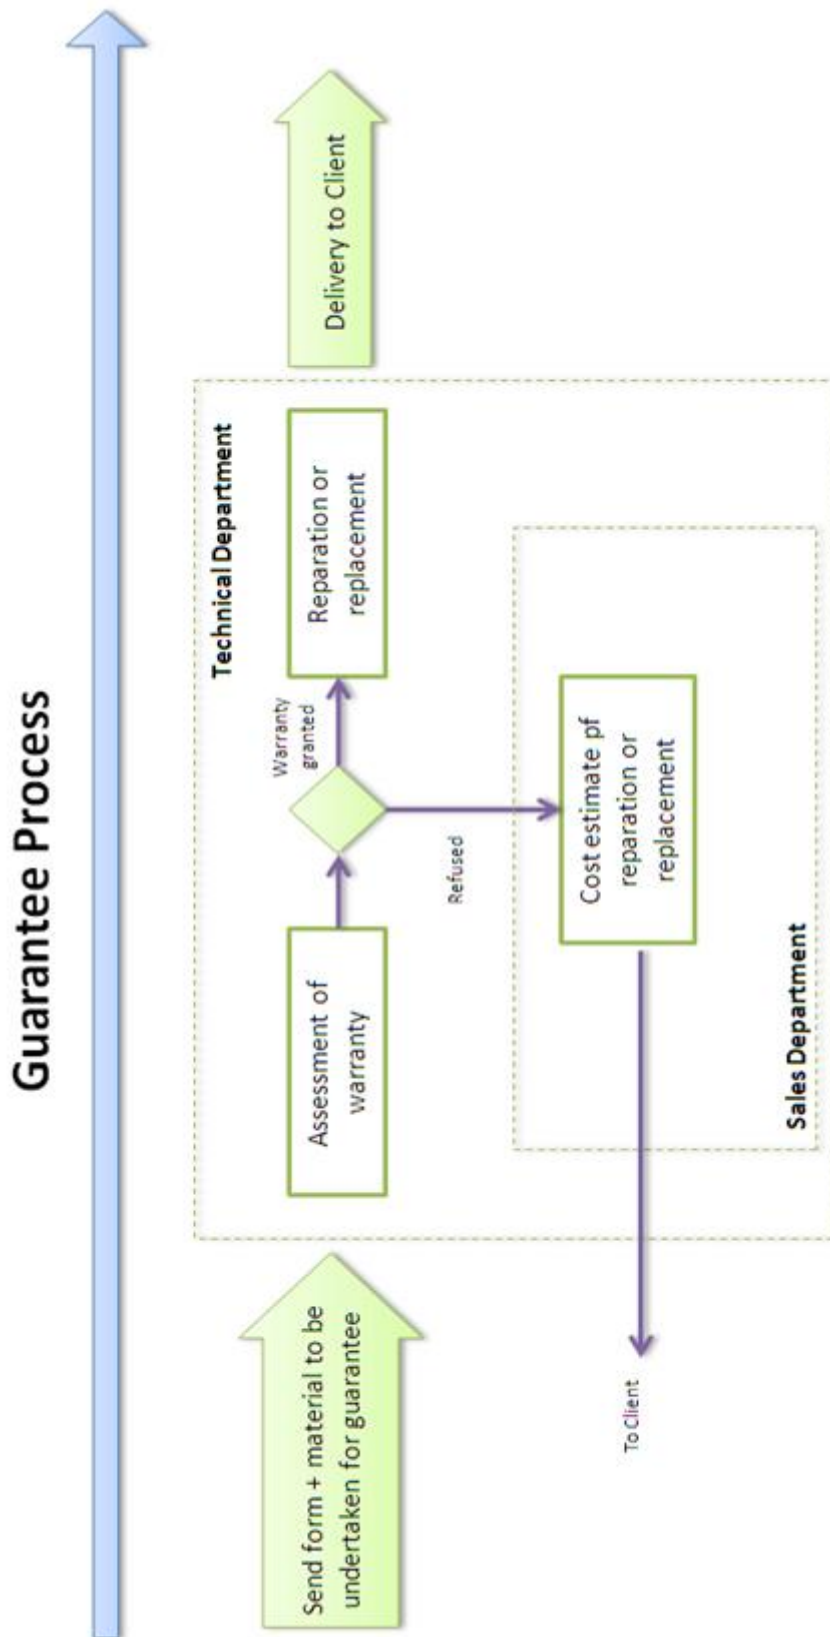 Guarantee Process
Send form + material to be
undertaken for guarantee
Technical Department
Assessment of
warranty
Warranty
granted
Reparation or
replacement
Delivery to Client
Refused
Cost estimate pf
reparation or
replacement
Sales Department
To Client